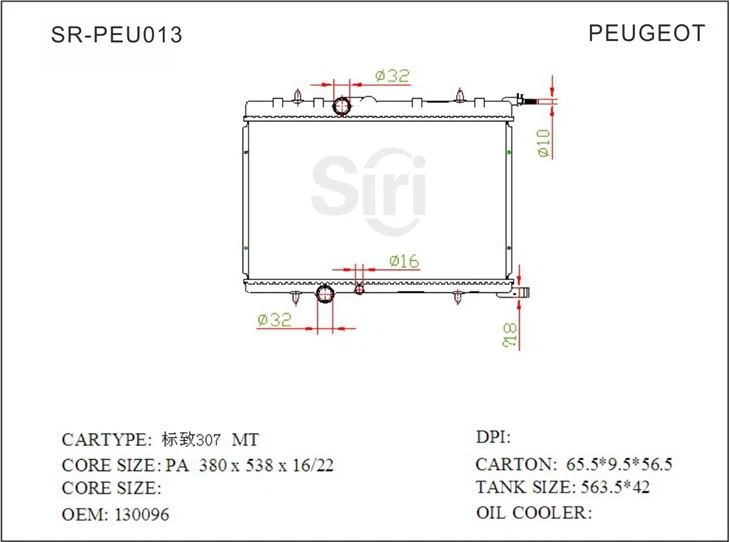 SR-PEU013
PEUGEOT
Ø32
Ø10
Siri
Ø16
Ø32
?18
CARTYPE: 标致307 MT
CORE SIZE: PA 380 x 538 x 16/22
CORE SIZE:
OEM: 130096
DPI:
CARTON: 65.5*9.5*56.5
TANK SIZE: 563.5*42
OIL COOLER: